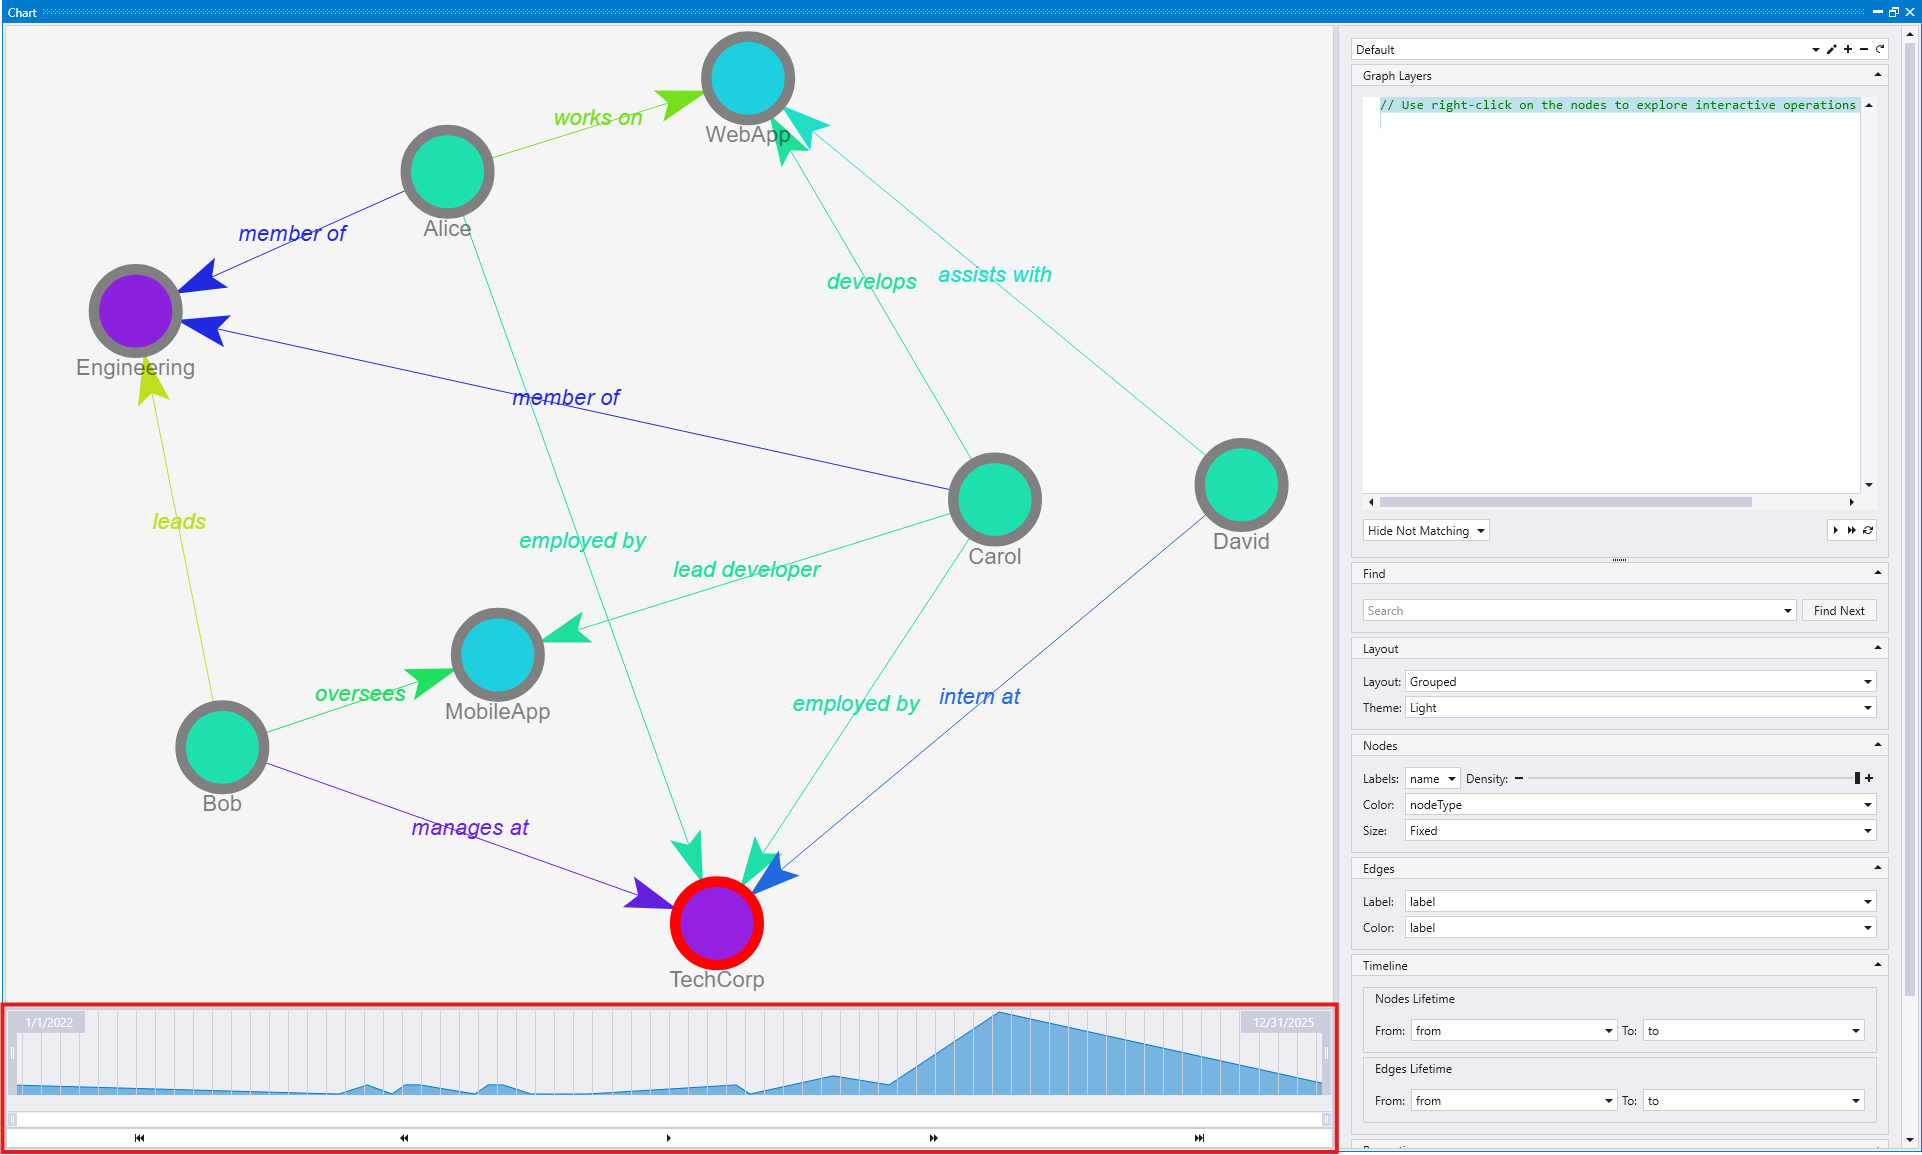 Chart
works on
WebApp
Alice
member of
develops
assists with
Engineering
member of
leads
employed by
lead developer
Carol
David
oversees
MobileApp
employed by
intern at
Bob
manages at
TechCorp
1/1/2022
12/31/2025
Default
Graph Layers
// Use right-click on the nodes to explore interactive operations
Hide Not Matching
Find
Search
Find Next
Layout
Layout: Grouped
Theme: Light
Nodes
Labels: name Density:
Color: nodeType
Size: Fixed
Edges
Label: label
Color: label
Timeline
Nodes Lifetime
From: from To: to
Edges Lifetime
From: from To: to